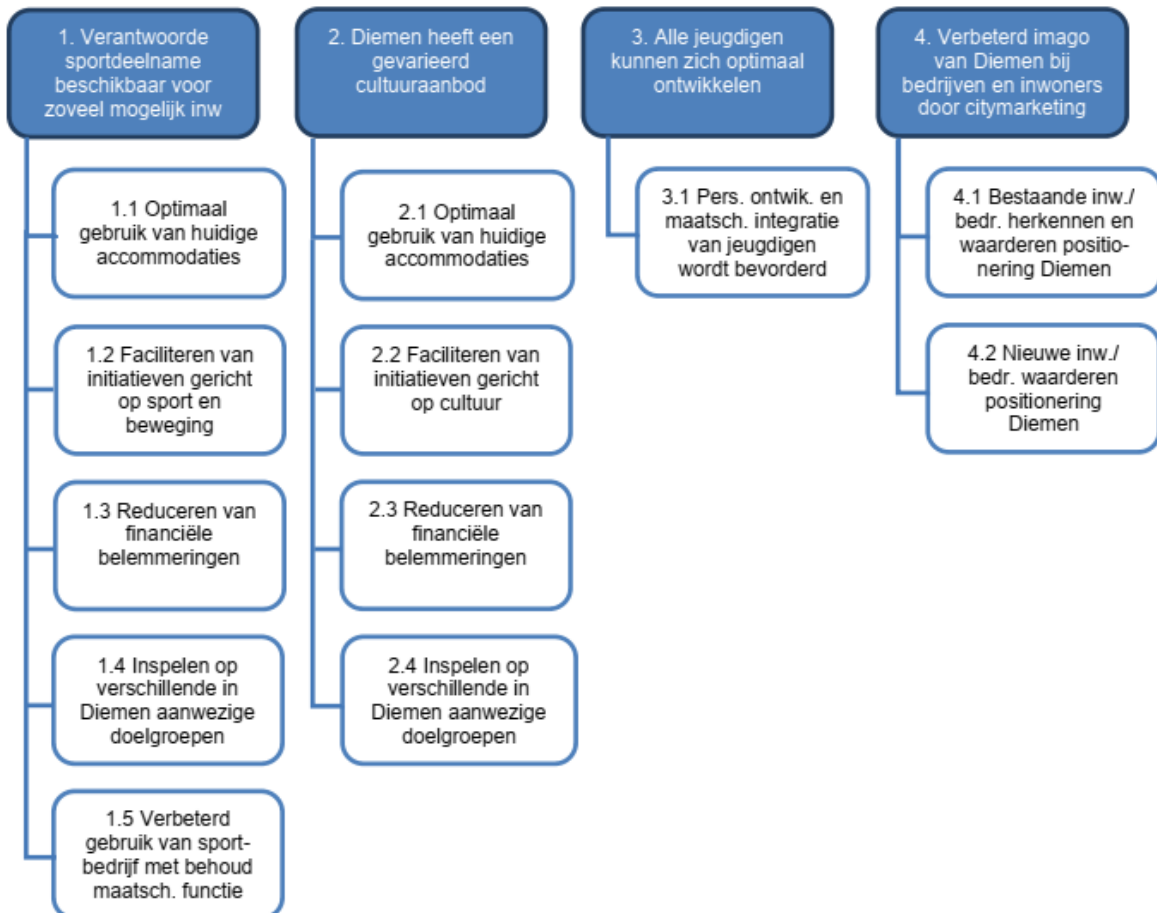 1. Verantwoorde
sportdeelname
beschikbaar voor
zoveel mogelijk inw
1.1 Optimaal
gebruik van huidige
accommodaties
1.2 Faciliteren van
initiatieven gericht
op sport en
beweging
1.3 Reduceren van
financiële
belemmeringen
1.4 Inspelen op
verschillende in
Diemen aanwezige
doelgroepen
1.5 Verbeterd
gebruik van sport-
bedrijf met behoud
maatsch. functie
2. Diemen heeft een
gevarieerd
cultuuraanbod
2.1 Optimaal
gebruik van huidige
accommodaties
2.2 Faciliteren van
initiatieven gericht
op cultuur
2.3 Reduceren van
financiële
belemmeringen
2.4 Inspelen op
verschillende in
Diemen aanwezige
doelgroepen
3. Alle jeugdigen
kunnen zich optimaal
ontwikkelen
3.1 Pers. ontwik. en
maatsch. integratie
van jeugdigen
wordt bevorderd
4. Verbeterd imago
van Diemen bij
bedrijven en inwoners
door citymarketing
4.1 Bestaande inw./
bedr. herkennen en
waarderen positio-
nering Diemen
4.2 Nieuwe inw./
bedr. waarderen
positionering
Diemen